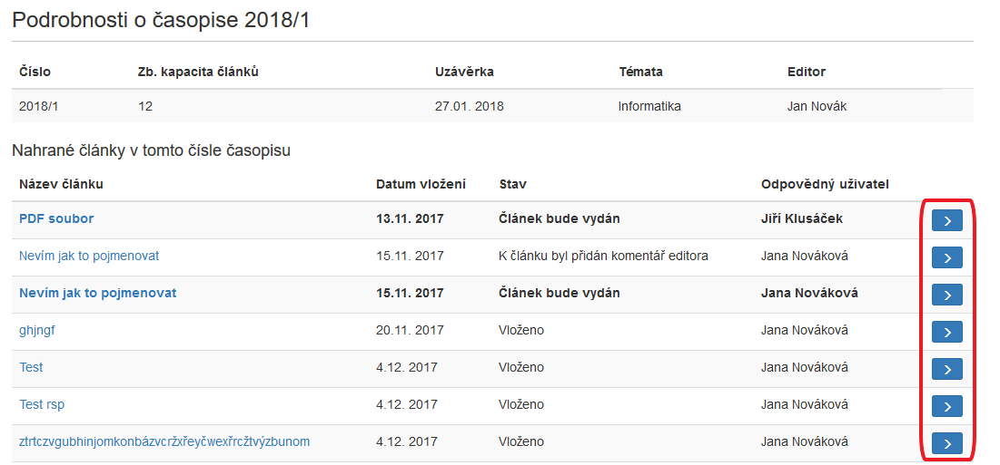 Podrobnosti o časopise 2018/1
Číslo Zb. kapacita článků Uzávěrka Témata Editor
2018/1 12 27.01. 2018 Informatika Jan Novák
Nahrané články v tomto čísle časopisu
Název článku Datum vložení Stav Odpovědný uživatel
PDF soubor 13.11. 2017 Článek bude vydán Jiří Klusáček
Nevím jak to pojmenovat 15.11. 2017 K článku byl přidán komentář editora Jana Nováková
Nevím jak to pojmenovat 15.11. 2017 Článek bude vydán Jana Nováková
ghjngf 20.11. 2017 Vloženo Jana Nováková
Test 4.12. 2017 Vloženo Jana Nováková
Test rsp 4.12. 2017 Vloženo Jana Nováková
ztrtczvgubhinjomkonbázvcržxřeyčwexřrcžtvýzbunom 4.12. 2017 Vloženo Jana Nováková